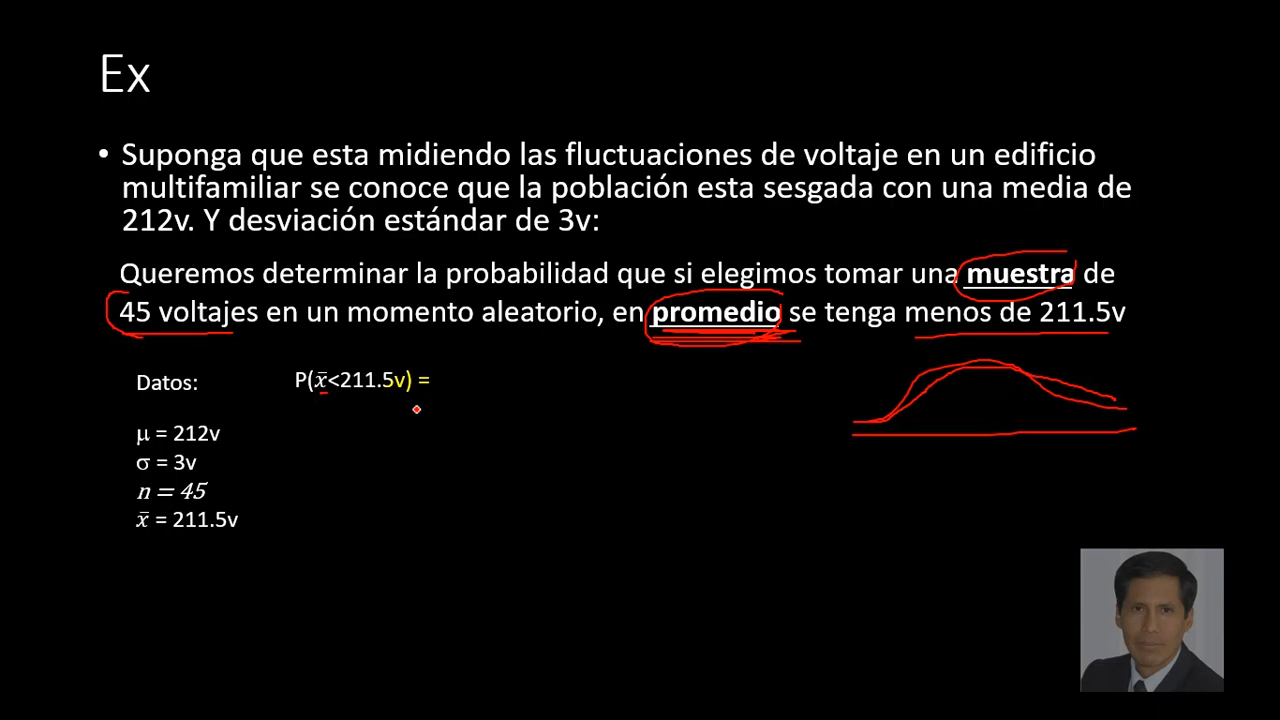 Ex
• Suponga que esta midiendo las fluctuaciones de voltaje en un edificio
multifamiliar se conoce que la población esta sesgada con una media de
212v. Y desviación estándar de 3v:
Queremos determinar la probabilidad que si elegimos tomar una muestra de
45 voltajes en un momento aleatorio, en promedio se tenga menos de 211.5v
Datos:
P(x̅<211.5v) =
μ = 212v
σ = 3v
n = 45
x̅ = 211.5v